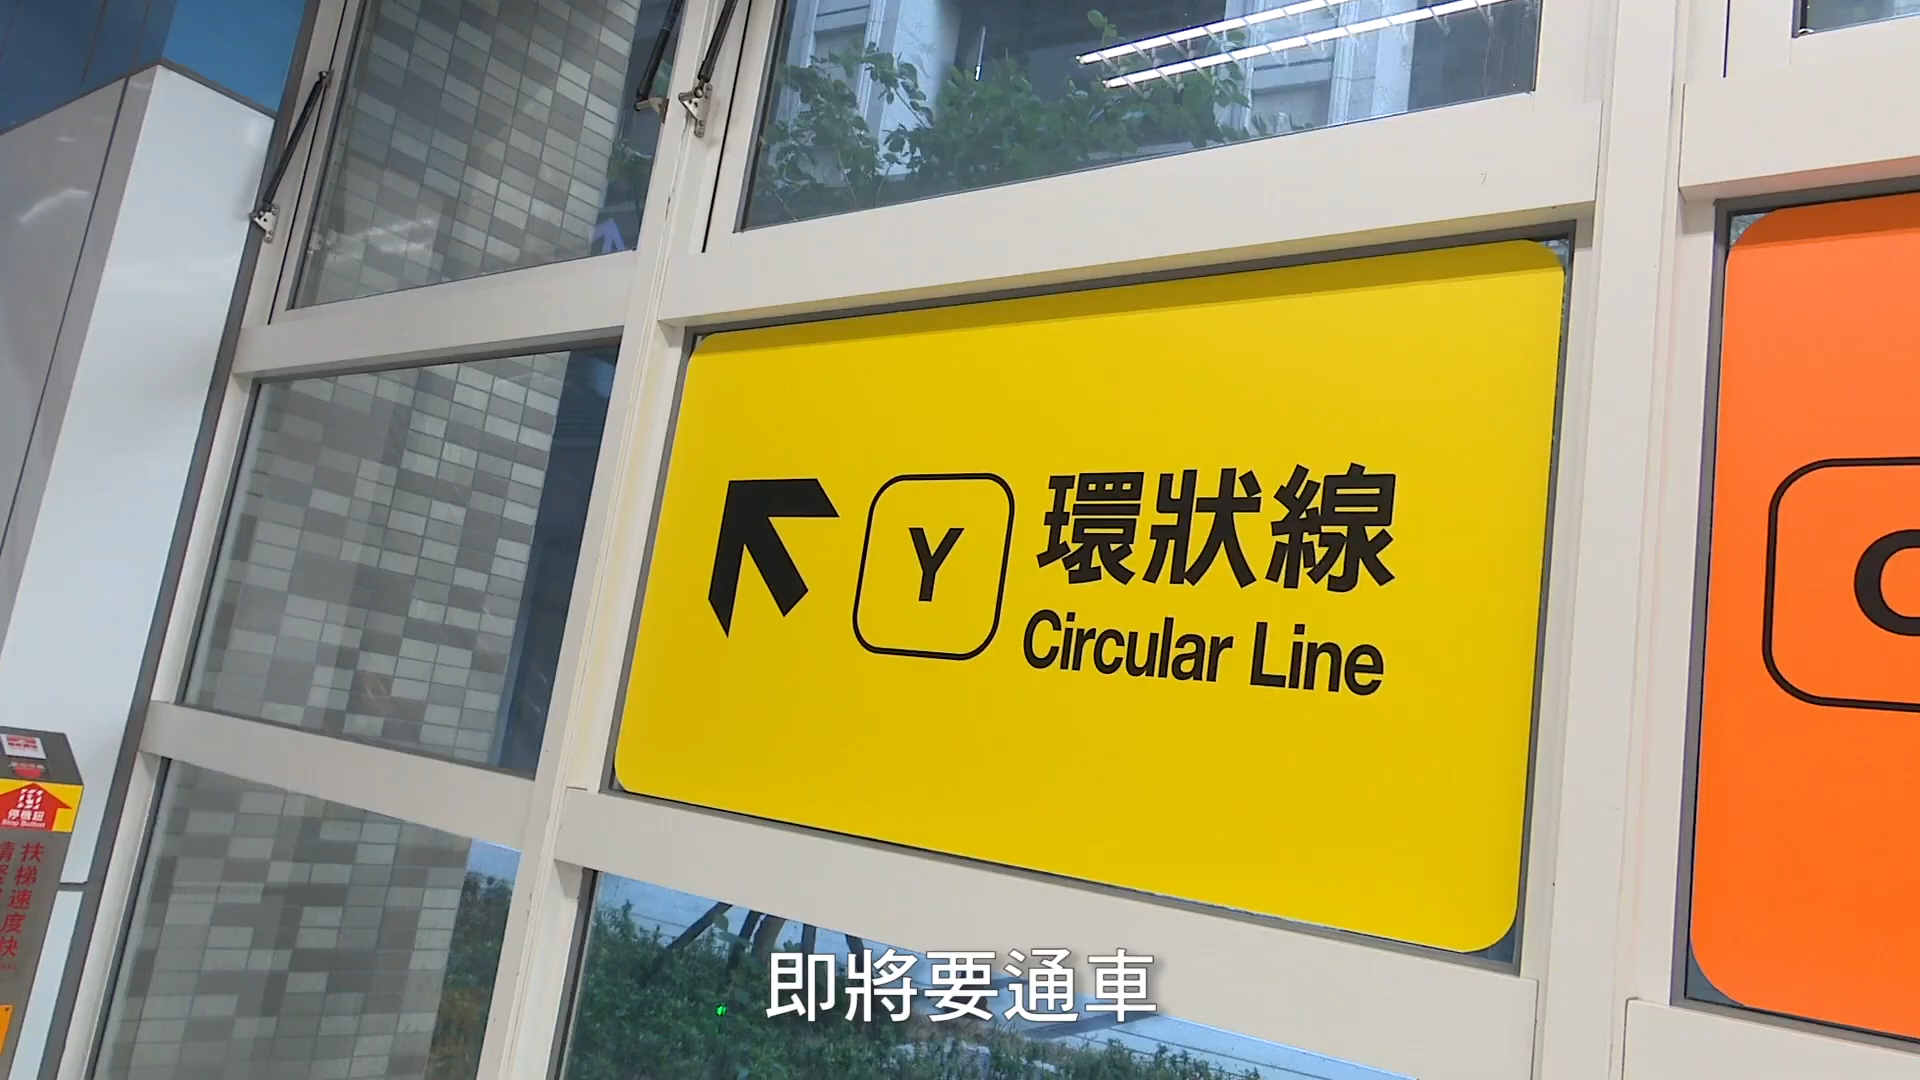 Y
環狀線
Circular Line
停機鈕
Stop Button
扶梯速度快
即將要通車